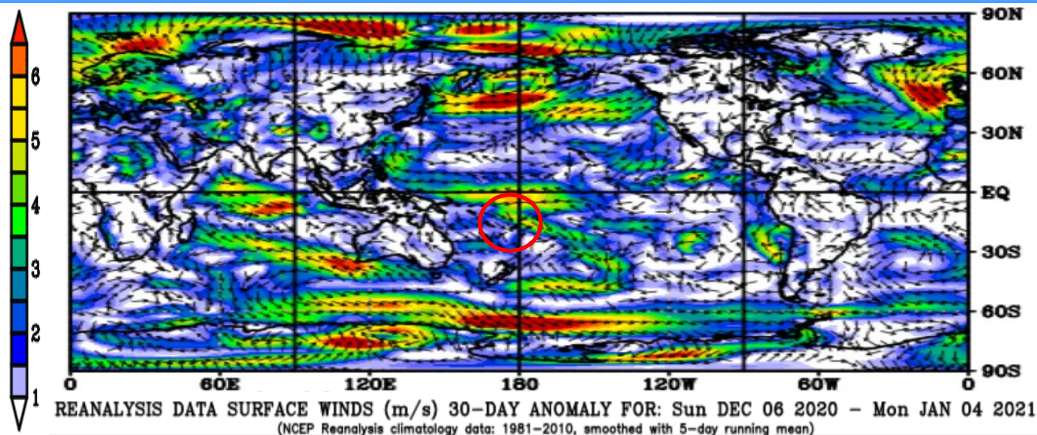 6
5
4
3
2
1
90N
60N
30N
EQ
30S
60S
90S
0 60E 120E 180 120W 60W 0
REANALYSIS DATA SURFACE WINDS (m/s) 30-DAY ANOMALY FOR: Sun DEC 06 2020 - Mon JAN 04 2021
(NCEP Reanalysis climatology data: 1981-2010, smoothed with 5-day running mean)